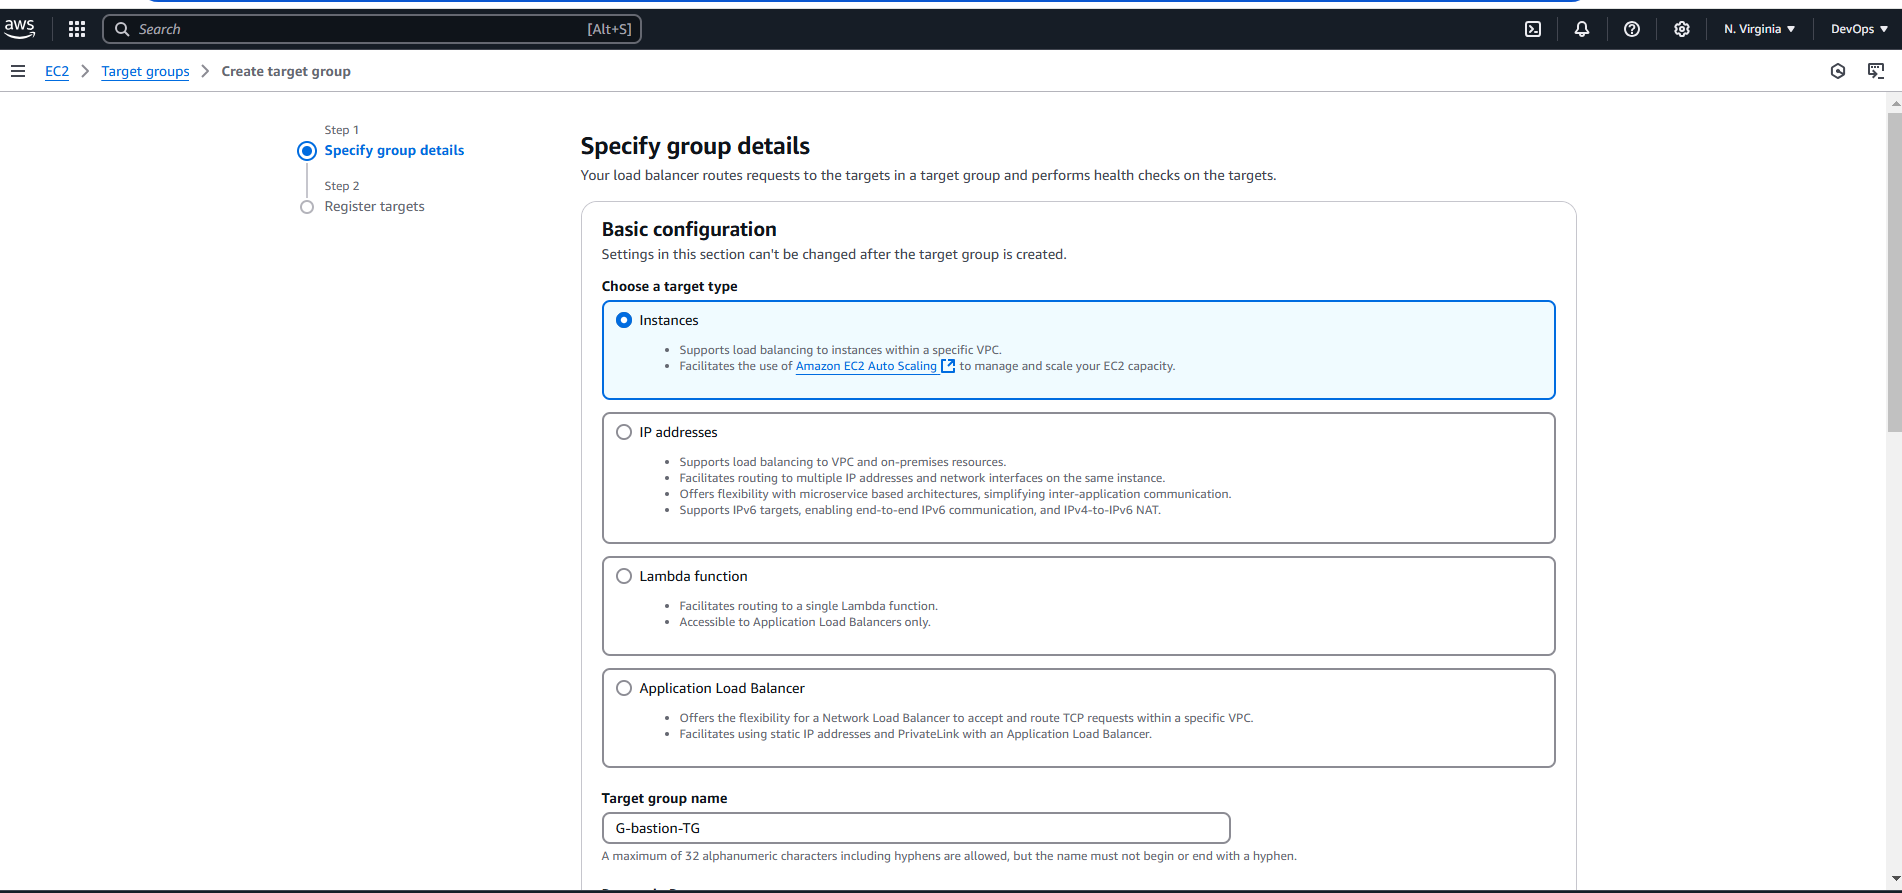 aws
Search
[Alt+S]
N. Virginia
DevOps
EC2
Target groups
Create target group
Step 1
Specify group details
Step 2
Register targets
Specify group details
Your load balancer routes requests to the targets in a target group and performs health checks on the targets.
Basic configuration
Settings in this section can't be changed after the target group is created.
Choose a target type
Instances
• Supports load balancing to instances within a specific VPC.
• Facilitates the use of Amazon EC2 Auto Scaling to manage and scale your EC2 capacity.
IP addresses
• Supports load balancing to VPC and on-premises resources.
• Facilitates routing to multiple IP addresses and network interfaces on the same instance.
• Offers flexibility with microservice based architectures, simplifying inter-application communication.
• Supports IPv6 targets, enabling end-to-end IPv6 communication, and IPv4-to-IPv6 NAT.
Lambda function
• Facilitates routing to a single Lambda function.
• Accessible to Application Load Balancers only.
Application Load Balancer
• Offers the flexibility for a Network Load Balancer to accept and route TCP requests within a specific VPC.
• Facilitates using static IP addresses and PrivateLink with an Application Load Balancer.
Target group name
G-bastion-TG
A maximum of 32 alphanumeric characters including hyphens are allowed, but the name must not begin or end with a hyphen.